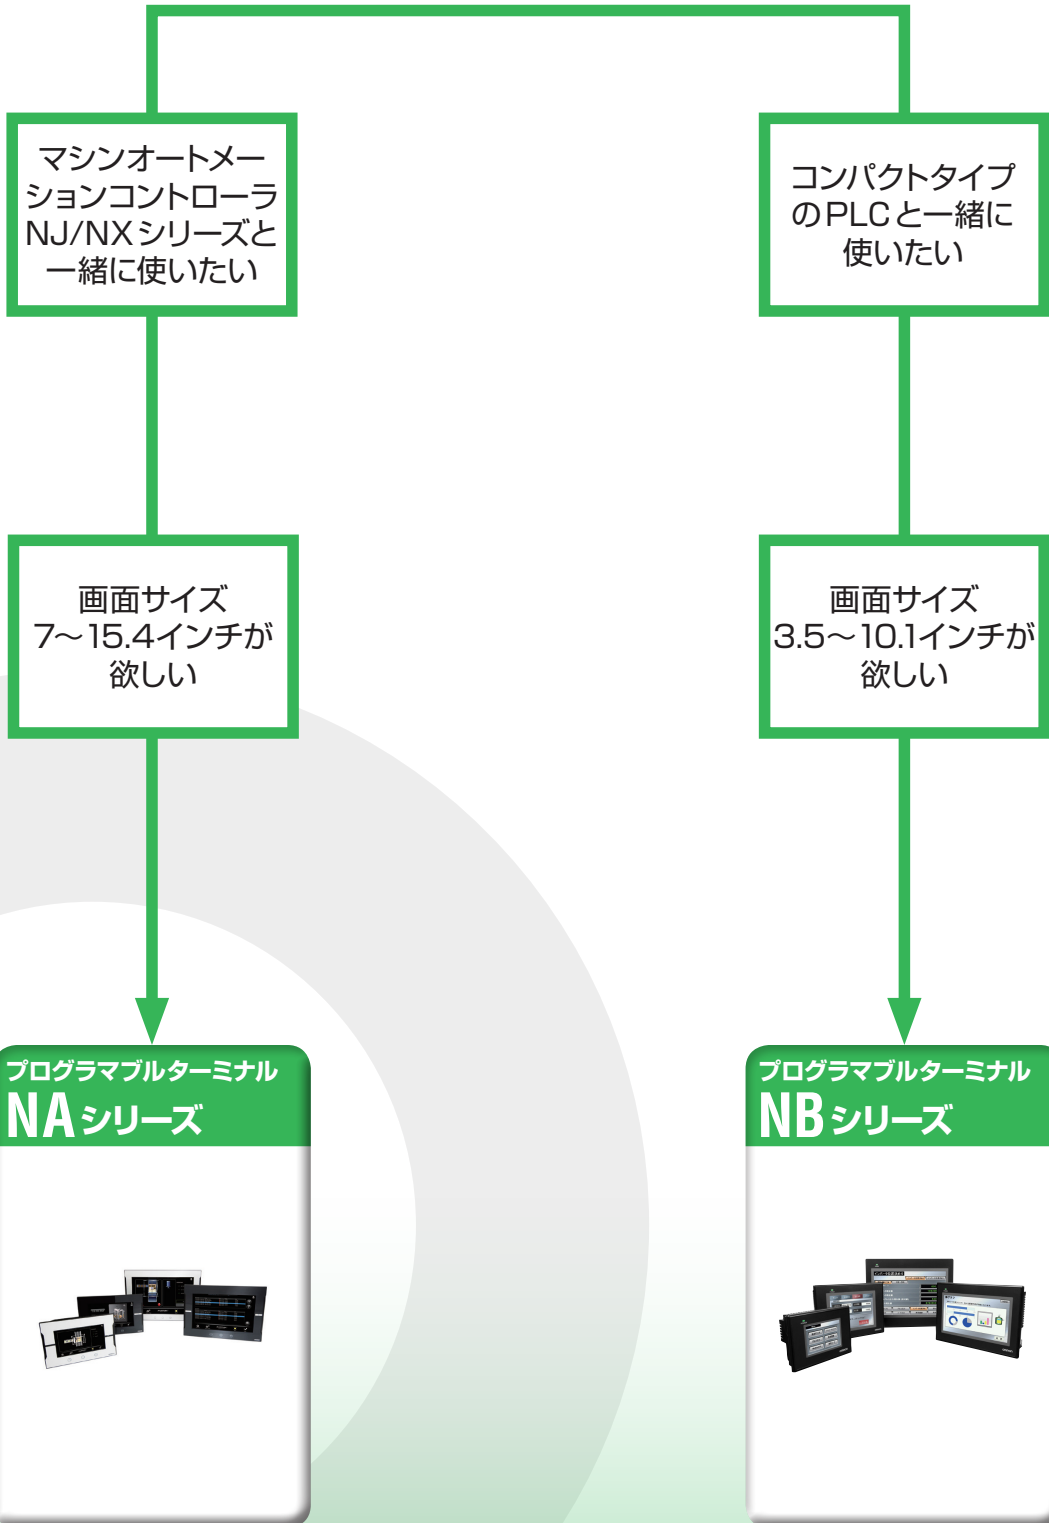 マシンオートメー
ションコントローラ
NJ/NXシリーズと
一緒に使いたい
コンパクトタイプ
のPLCと一緒に
使いたい
画面サイズ
7～15.4インチが
欲しい
画面サイズ
3.5～10.1インチが
欲しい
プログラマブルターミナル
NAシリーズ
プログラマブルターミナル
NBシリーズ